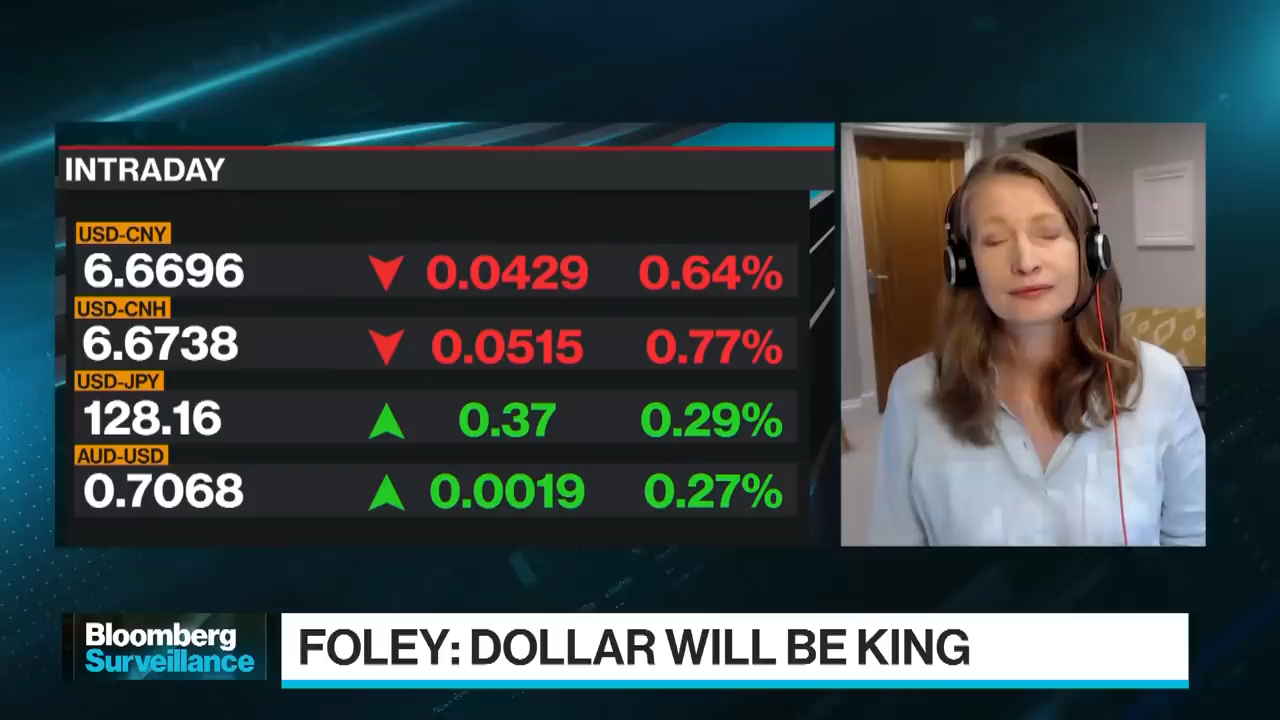 INTRADAY
USD-CNY
6.6696 0.0429 0.64%
USD-CNH
6.6738 0.0515 0.77%
USD-JPY
128.16 0.37 0.29%
AUD-USD
0.7068 0.0019 0.27%
Bloomberg
Surveillance
FOLEY: DOLLAR WILL BE KING